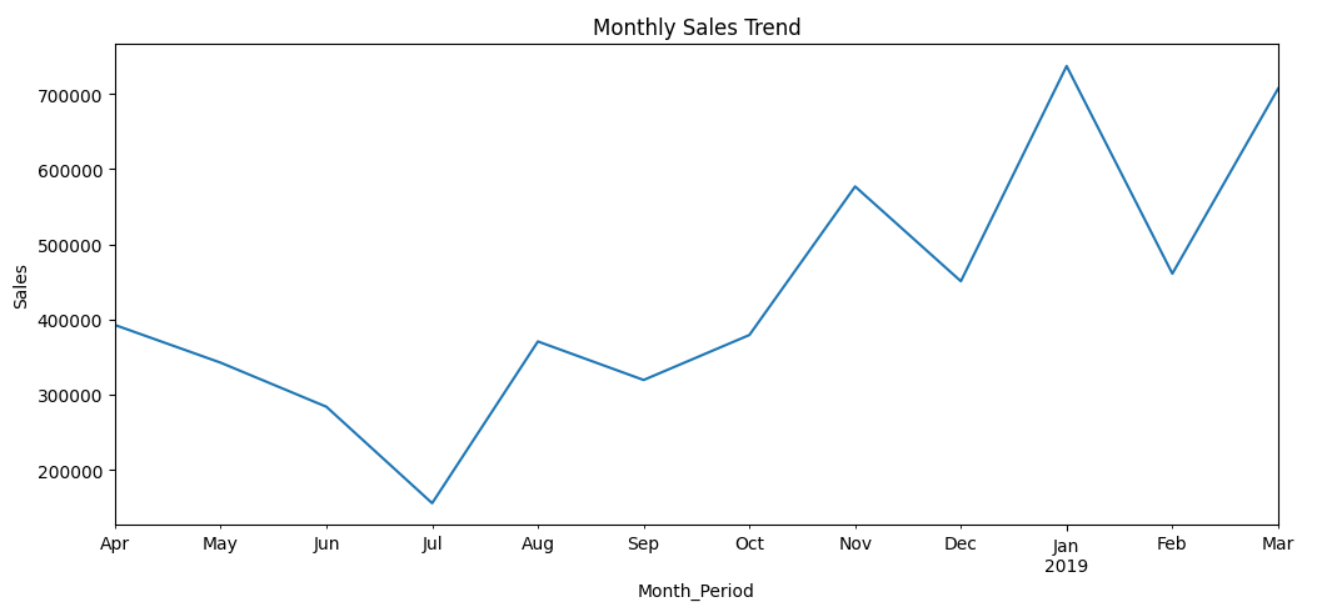 Monthly Sales Trend
700000
600000
500000
400000
300000
200000
Sales
Apr May Jun Jul Aug Sep Oct Nov Dec Jan Feb Mar
2019
Month_Period